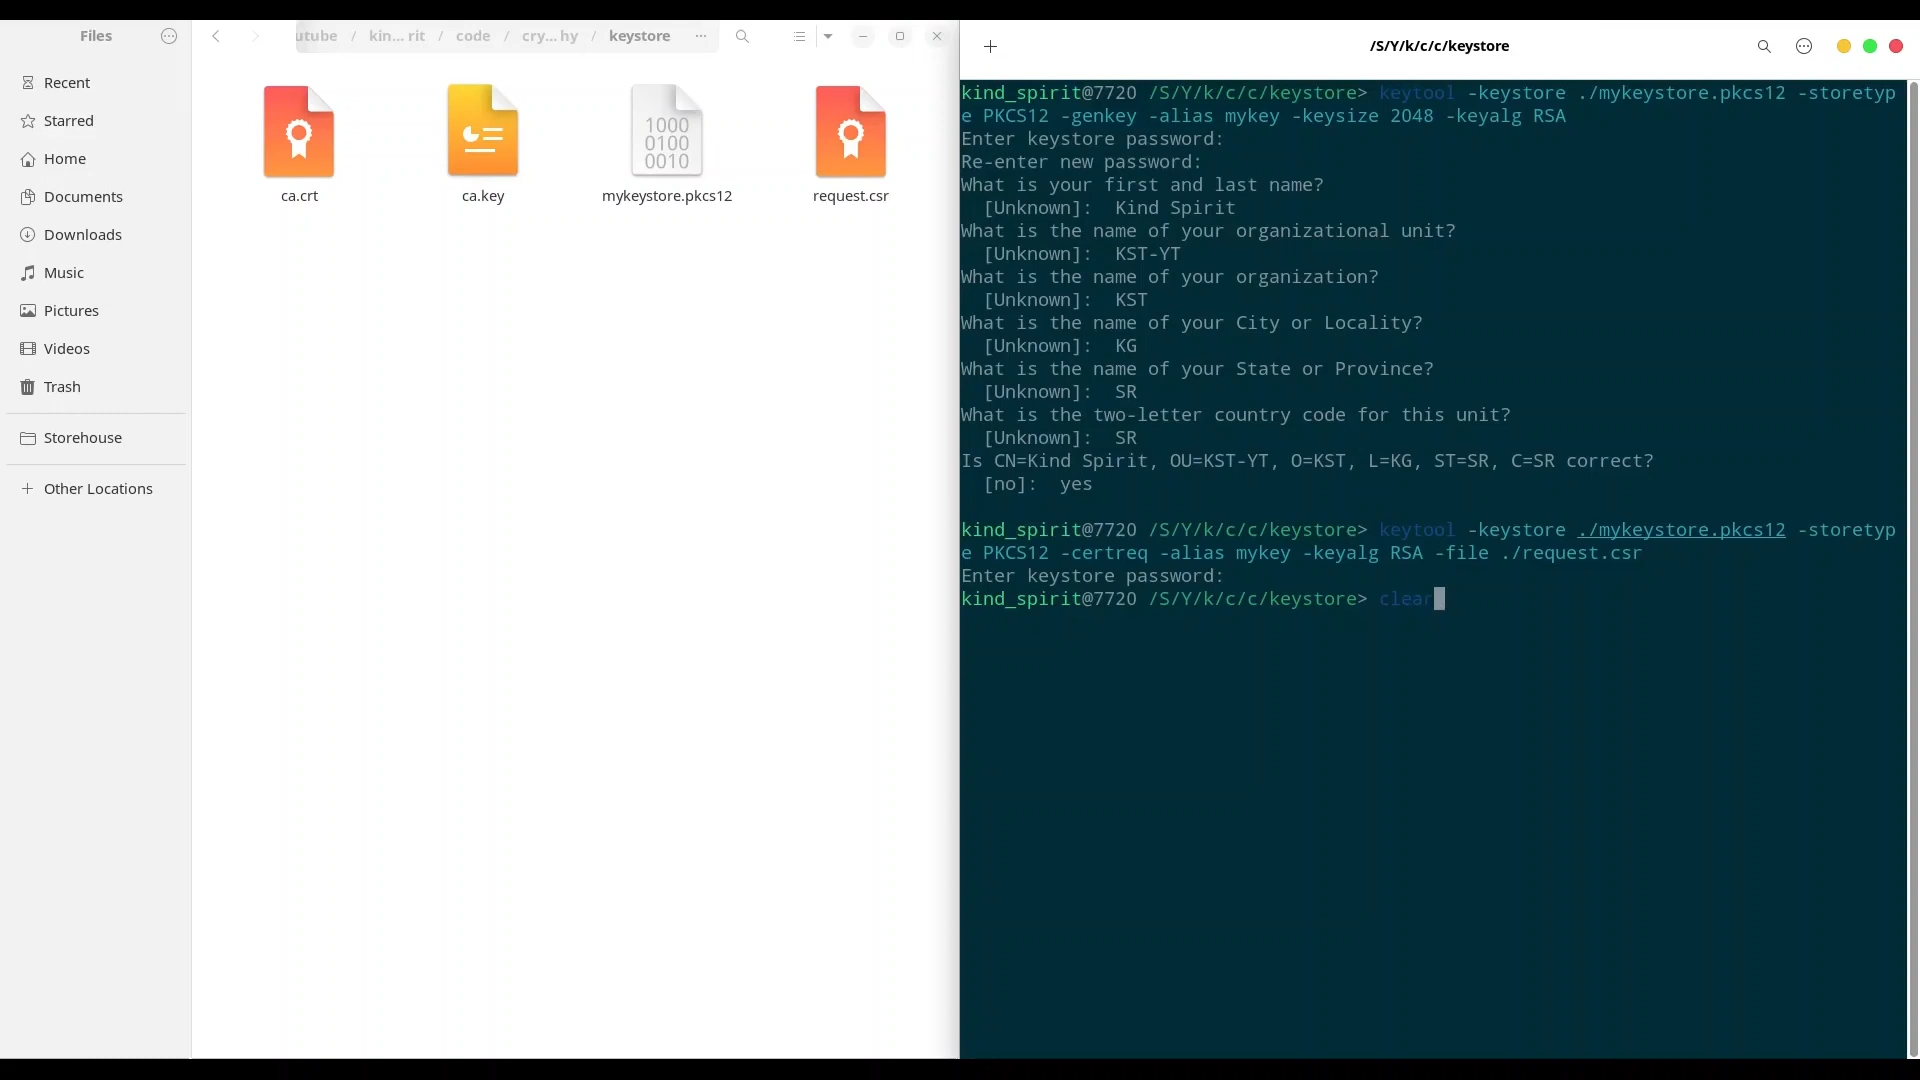 Files
utube / kin... rit / code / cry... hy / keystore
Recent
Starred
Home
Documents
Downloads
Music
Pictures
Videos
Trash
Storehouse
Other Locations
1000
0100
0010
ca.crt
ca.key
mykeystore.pkcs12
request.csr
/S/Y/k/c/c/keystore
kind_spirit@7720 /S/Y/k/c/c/keystore> keytool -keystore ./mykeystore.pkcs12 -storetyp
e PKCS12 -genkey -alias mykey -keysize 2048 -keyalg RSA
Enter keystore password:
Re-enter new password:
What is your first and last name?
[Unknown]:  Kind Spirit
What is the name of your organizational unit?
[Unknown]:  KST-YT
What is the name of your organization?
[Unknown]:  KST
What is the name of your City or Locality?
[Unknown]:  KG
What is the name of your State or Province?
[Unknown]:  SR
What is the two-letter country code for this unit?
[Unknown]:  SR
Is CN=Kind Spirit, OU=KST-YT, O=KST, L=KG, ST=SR, C=SR correct?
[no]:  yes
kind_spirit@7720 /S/Y/k/c/c/keystore> keytool -keystore ./mykeystore.pkcs12 -storetyp
e PKCS12 -certreq -alias mykey -keyalg RSA -file ./request.csr
Enter keystore password:
kind_spirit@7720 /S/Y/k/c/c/keystore> clear